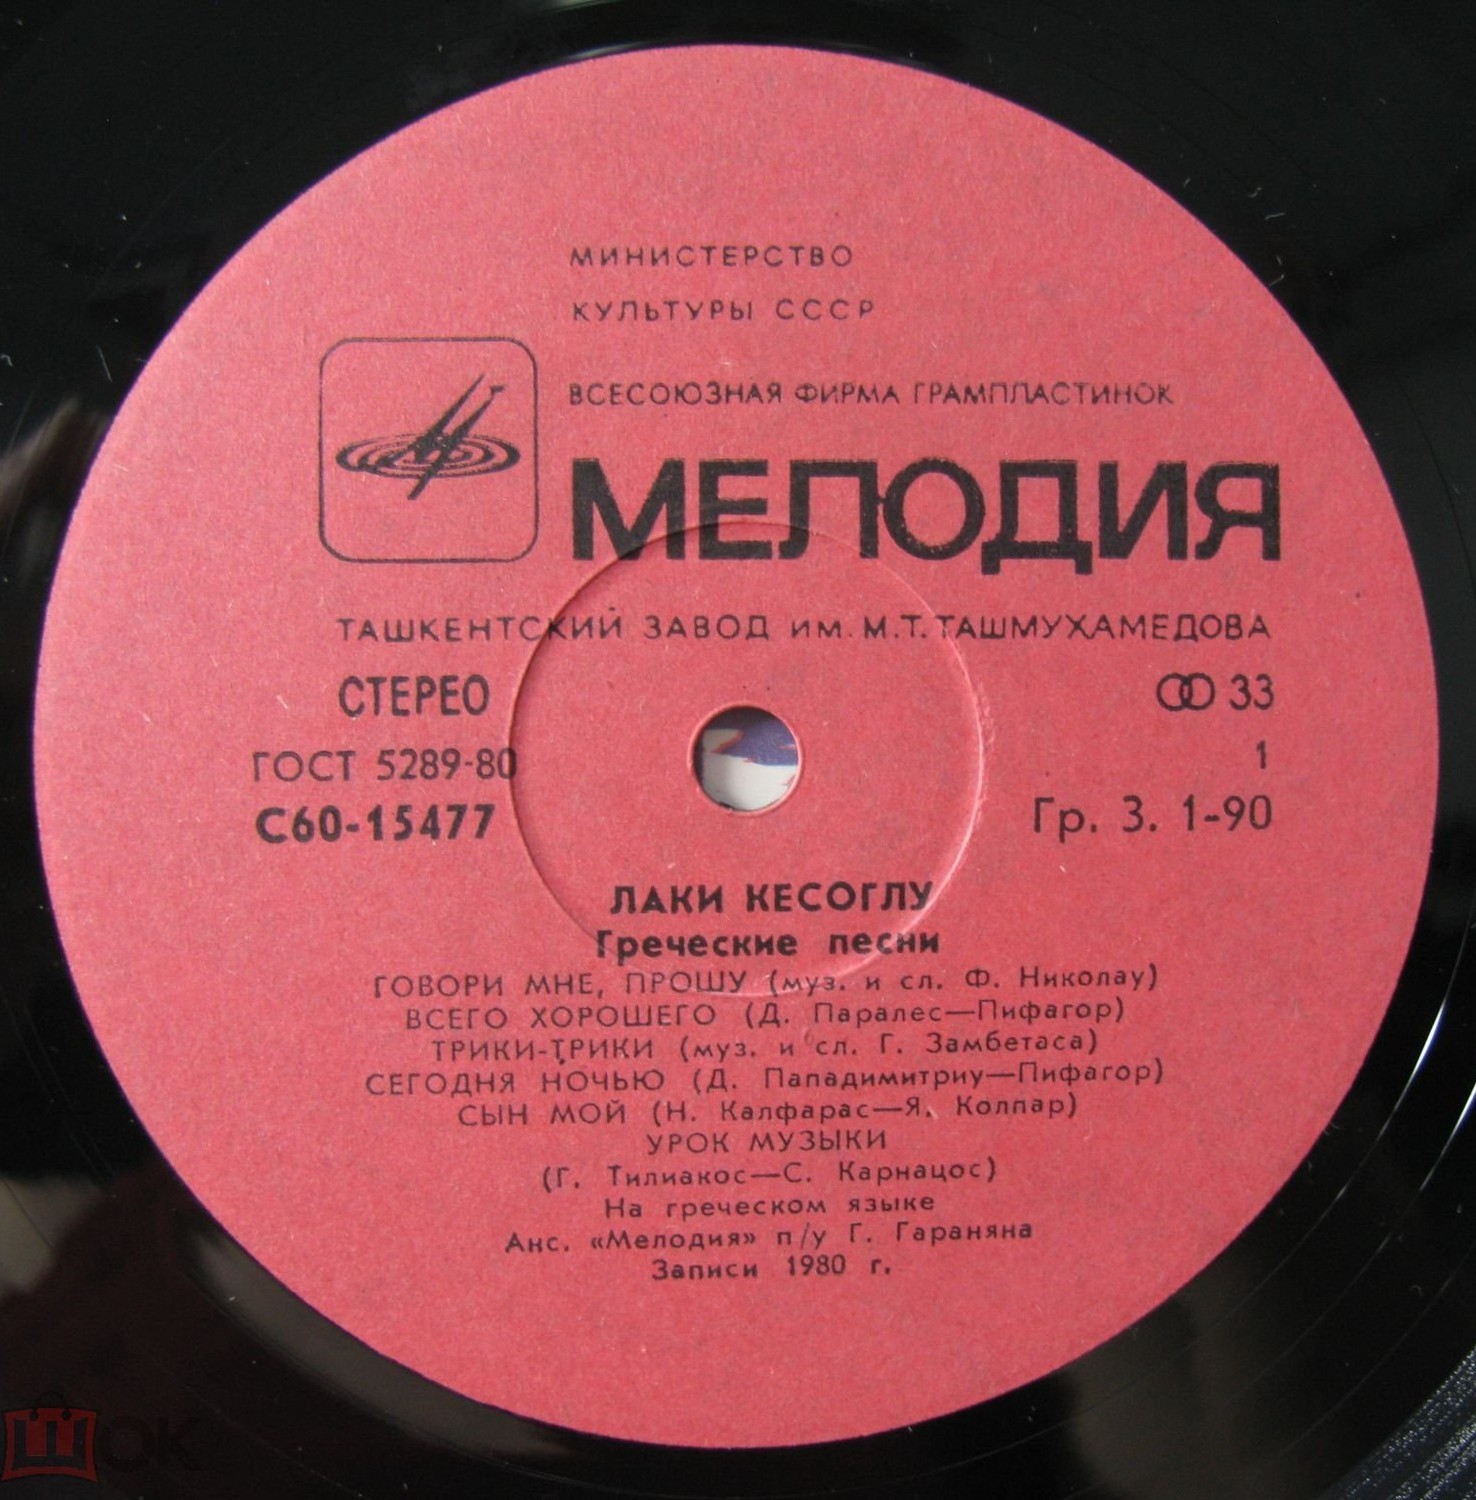 МИНИСТЕРСТВО
КУЛЬТУРЫ СССР
ВСЕСОЮЗНАЯ ФИРМА ГРАМПЛАСТИНОК
МЕЛОДИЯ
ТАШКЕНТСКИЙ ЗАВОД ИМ. М.Т. ТАШМУХАМЕДОВА
СТЕРЕО 33
ГОСТ 5289-80 1
С60-15477 Гр. 3. 1-90
ЛАКИ КЕСОГЛУ
Греческие песни
ГОВОРИ МНЕ, ПРОШУ (муз. и сл. Ф. Николау)
ВСЕГО ХОРОШЕГО (Д. Паралес—Пифагор)
ТРИКИ-ТРИКИ (муз. и сл. Г. Замбетаса)
СЕГОДНЯ НОЧЬЮ (Д. Пападимитриу—Пифагор)
СЫН МОЙ (Н. Калфарас—Я. Колпар)
УРОК МУЗЫКИ
(Г. Тилиакос—С. Карнацос)
На греческом языке
Анс. «Мелодия» п/у Г. Гараняна
Записи 1980 г.
ШОК